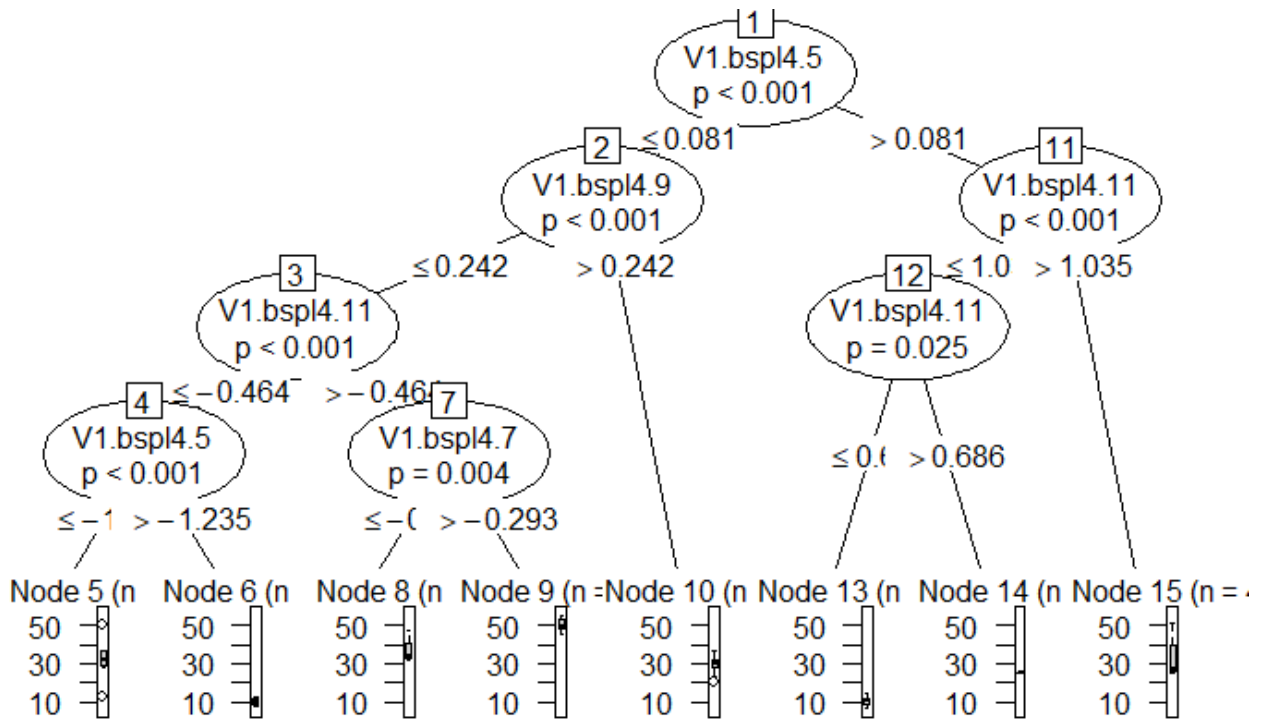 1
V1.bspl4.5
p < 0.001
≤ 0.081 > 0.081
2 11
V1.bspl4.9 V1.bspl4.11
p < 0.001 p < 0.001
≤ 0.242 > 0.242 ≤ 1.0 > 1.035
3 12
V1.bspl4.11 V1.bspl4.11
p < 0.001 p = 0.025
≤ −0.464 > −0.464
4 7
V1.bspl4.5 V1.bspl4.7
p < 0.001 p = 0.004
≤ 0.6 > 0.686
≤ −1 > −1.235 ≤ −0 > −0.293
Node 5 (n Node 6 (n Node 8 (n Node 9 (n = Node 10 (n Node 13 (n Node 14 (n Node 15 (n =
50 50 50 50 50 50 50 50
30 30 30 30 30 30 30 30
10 10 10 10 10 10 10 10